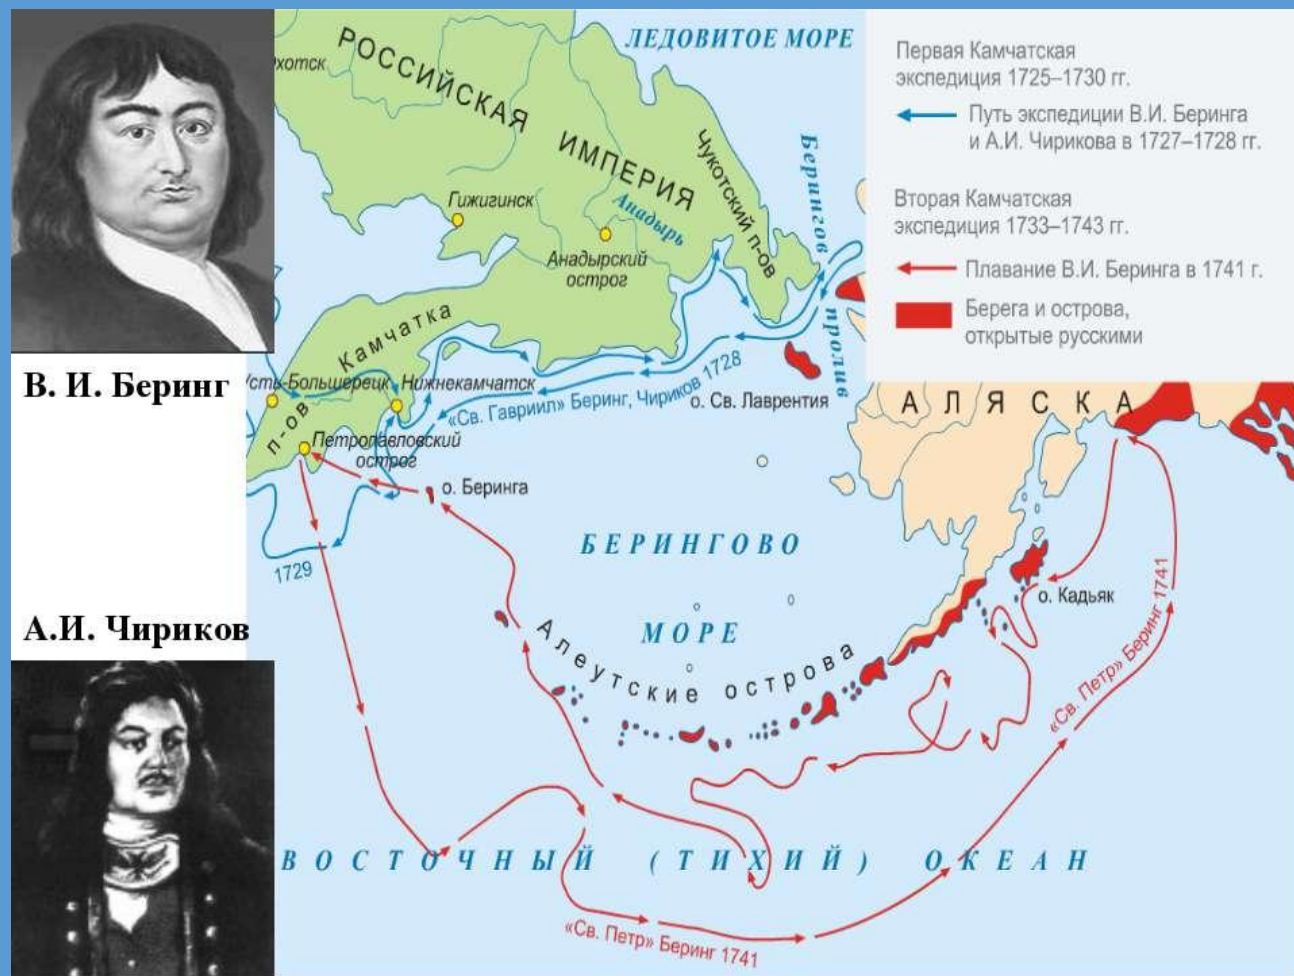 В. И. Беринг
А.И. Чириков
РОССИЙСКАЯ ИМПЕРИЯ
ЛЕДОВИТОЕ МОРЕ
хотск
Гижигинск
Анадырь
Анадырский
острог
Чукотский п-ов
Берингов пролив
п-ов Камчатка
Усть-Большерецк
Нижнекамчатск
«Св. Гавриил» Беринг, Чириков 1728
о. Св. Лаврентия
Петропавловский
острог
о. Беринга
1729
АЛЯСКА
БЕРИНГОВО
МОРЕ
Алеутские острова
о. Кадьяк
«Св. Петр» Беринг 1741
ВОСТОЧНЫЙ (ТИХИЙ) ОКЕАН
«Св. Петр» Беринг 1741
Первая Камчатская
экспедиция 1725–1730 гг.
Путь экспедиции В.И. Беринга
и А.И. Чирикова в 1727–1728 гг.
Вторая Камчатская
экспедиция 1733–1743 гг.
Плавание В.И. Беринга в 1741 г.
Берега и острова,
открытые русскими